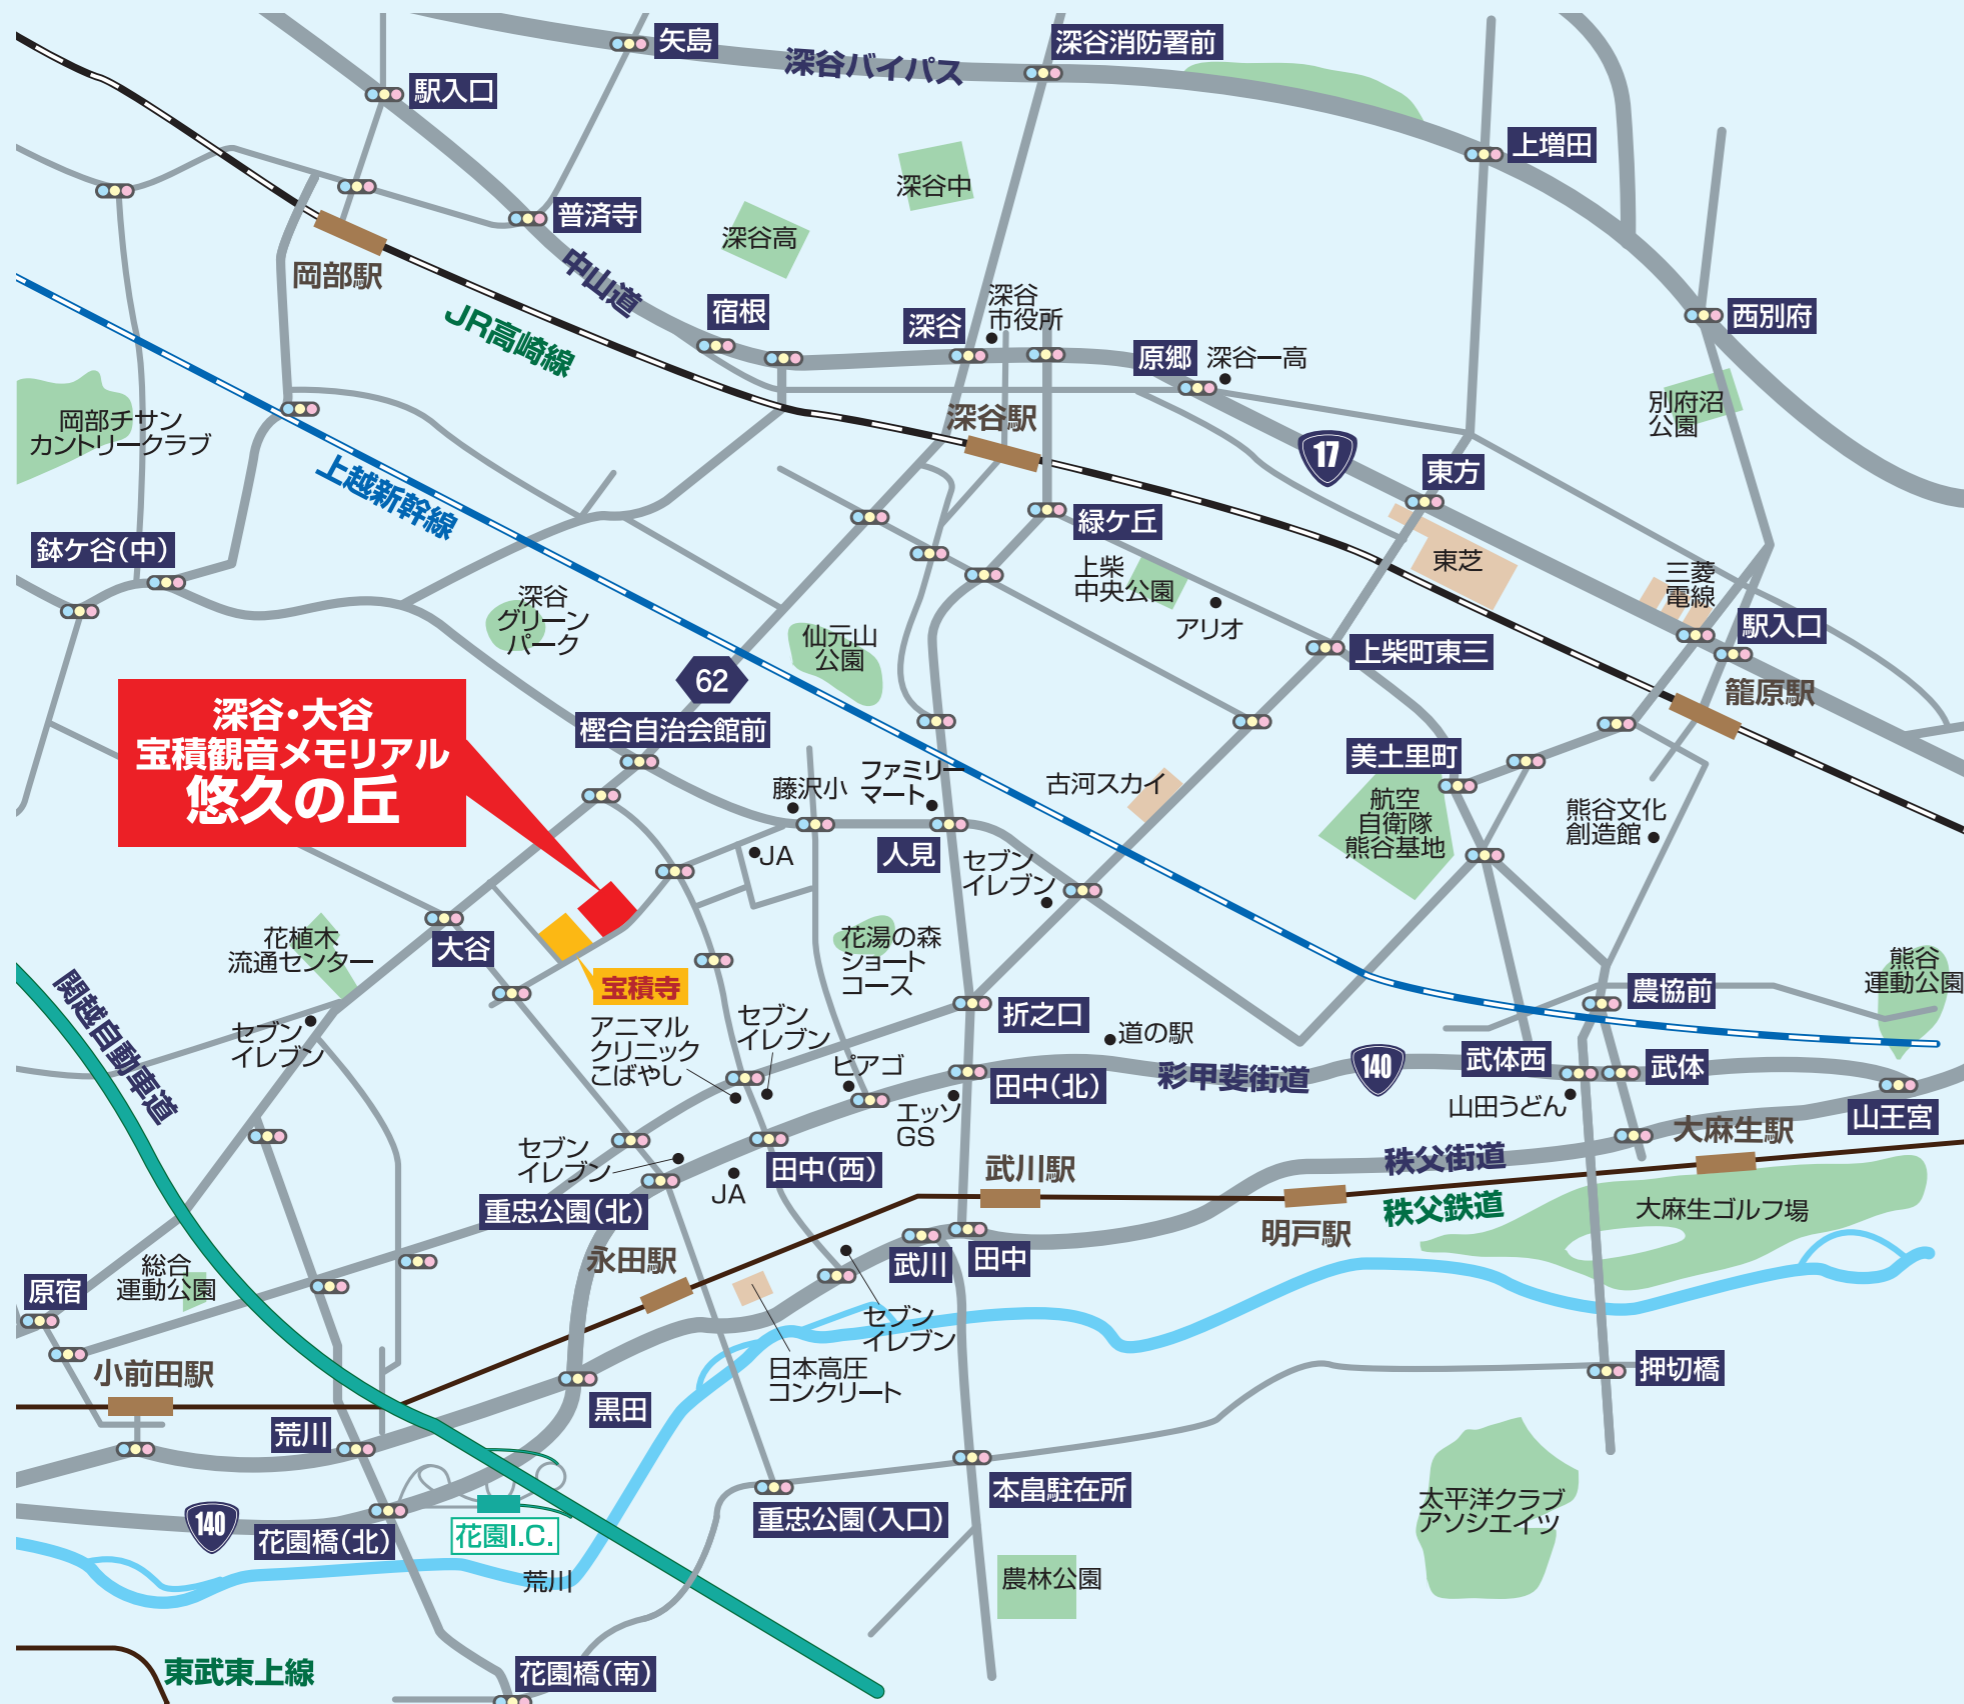 矢島
深谷バイパス
深谷消防署前
駅入口
上増田
深谷中
普済寺
深谷高
岡部駅
中山道
宿根
深谷
深谷
市役所
西別府
JR高崎線
原郷
深谷一高
岡部チサン
カントリークラブ
深谷駅
別府沼
公園
17
東方
上越新幹線
緑ケ丘
鉢ケ谷(中)
上柴
中央公園
東芝
三菱
電線
深谷
グリーン
パーク
仙元山
公園
アリオ
駅入口
上柴町東三
62
籠原駅
深谷・大谷
宝積観音メモリアル
悠久の丘
樫合自治会館前
美土里町
藤沢小
ファミリー
マート
古河スカイ
航空
自衛隊
熊谷基地
熊谷文化
創造館
JA
人見
セブン
イレブン
花植木
流通センター
大谷
花湯の森
ショート
コース
熊谷
運動公園
関越自動車道
宝積寺
農協前
セブン
イレブン
アニマル
クリニック
こばやし
セブン
イレブン
折之口
道の駅
ピアゴ
田中(北)
彩甲斐街道
140
武体西
武体
エッソ
GS
山田うどん
山王宮
セブン
イレブン
田中(西)
武川駅
秩父街道
大麻生駅
JA
重忠公園(北)
秩父鉄道
大麻生ゴルフ場
永田駅
武川
田中
明戸駅
総合
運動公園
原宿
セブン
イレブン
小前田駅
日本高圧
コンクリート
押切橋
黒田
荒川
本畠駐在所
太平洋クラブ
アソシエイツ
140
花園橋(北)
花園I.C.
重忠公園(入口)
荒川
農林公園
東武東上線
花園橋(南)